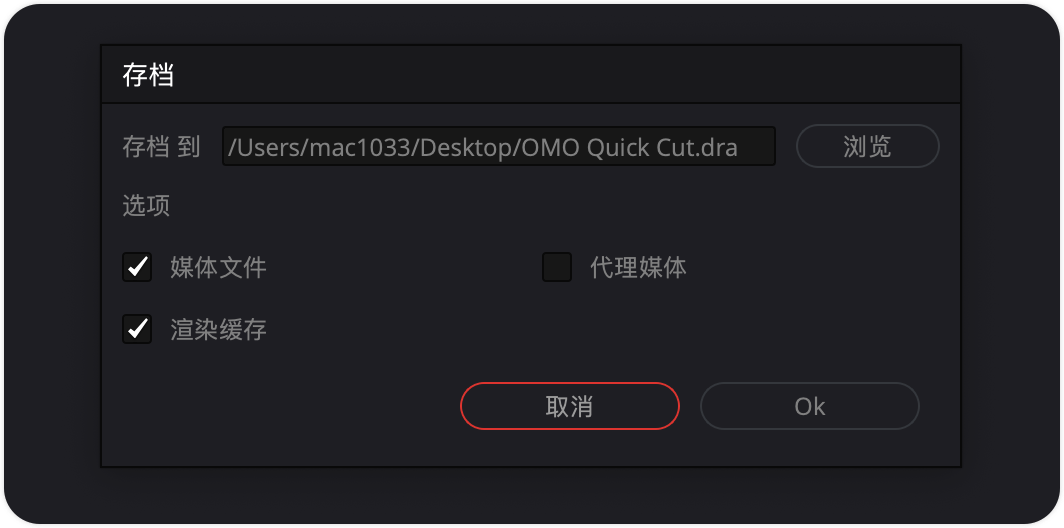 存档
存档 到 /Users/mac1033/Desktop/OMO Quick Cut.dra 浏览
选项
媒体文件 代理媒体
渲染缓存
取消 Ok